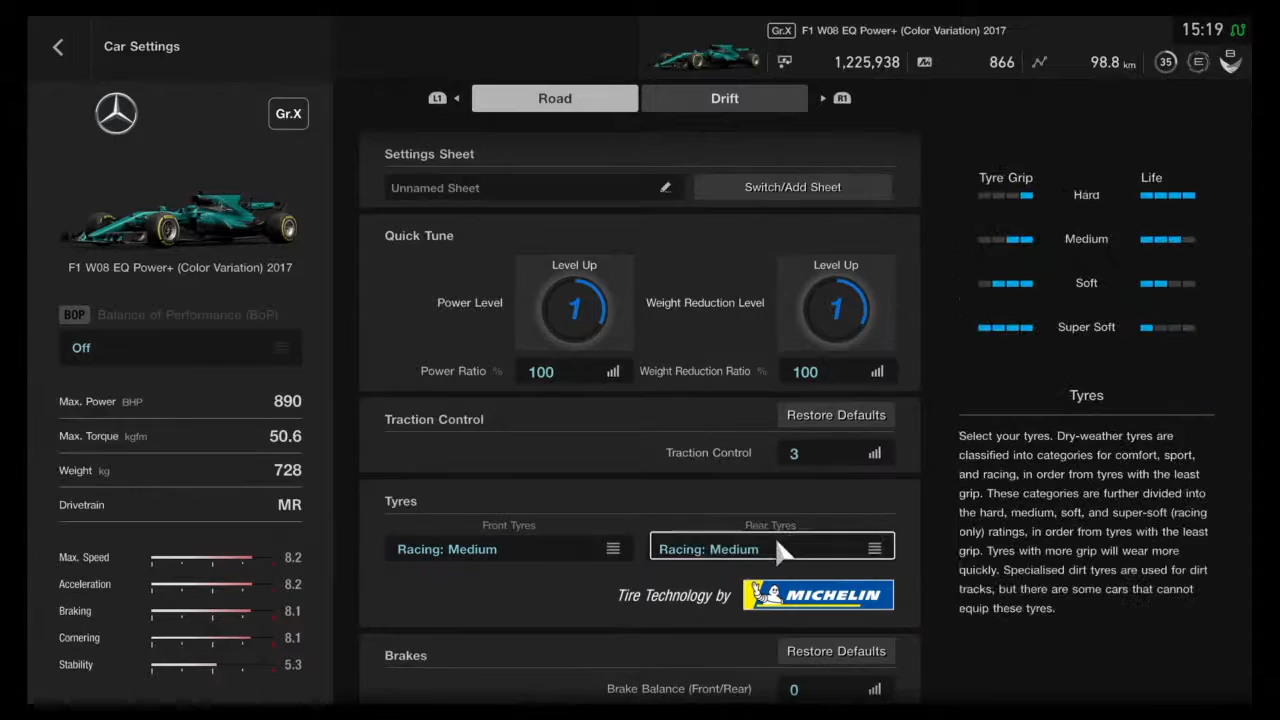 Car Settings
Gr.X F1 W08 EQ Power+ (Color Variation) 2017
15:19
1,225,938
866
98.8 km
35
E
B
Gr.X
L1
Road
Drift
R1
Settings Sheet
Unnamed Sheet
Switch/Add Sheet
Quick Tune
Level Up
Level Up
Power Level
1
Weight Reduction Level
1
Power Ratio %
100
Weight Reduction Ratio %
100
F1 W08 EQ Power+ (Color Variation) 2017
BOP Balance of Performance (BoP)
Off
Max. Power BHP 890
Max. Torque kgfm 50.6
Weight kg 728
Drivetrain MR
Max. Speed 8.2
Acceleration 8.2
Braking 8.1
Cornering 8.1
Stability 5.3
Traction Control
Restore Defaults
Traction Control 3
Tyres
Front Tyres
Rear Tyres
Racing: Medium
Racing: Medium
Tire Technology by MICHELIN
Brakes
Restore Defaults
Brake Balance (Front/Rear) 0
Tyre Grip
Life
Hard
Medium
Soft
Super Soft
Tyres
Select your tyres. Dry-weather tyres are
classified into categories for comfort, sport,
and racing, in order from tyres with the least
grip. These categories are further divided into
the hard, medium, soft, and super-soft (racing
only) ratings, in order from tyres with the least
grip. Tyres with more grip will wear more
quickly. Specialised dirt tyres are used for dirt
tracks, but there are some cars that cannot
equip these tyres.